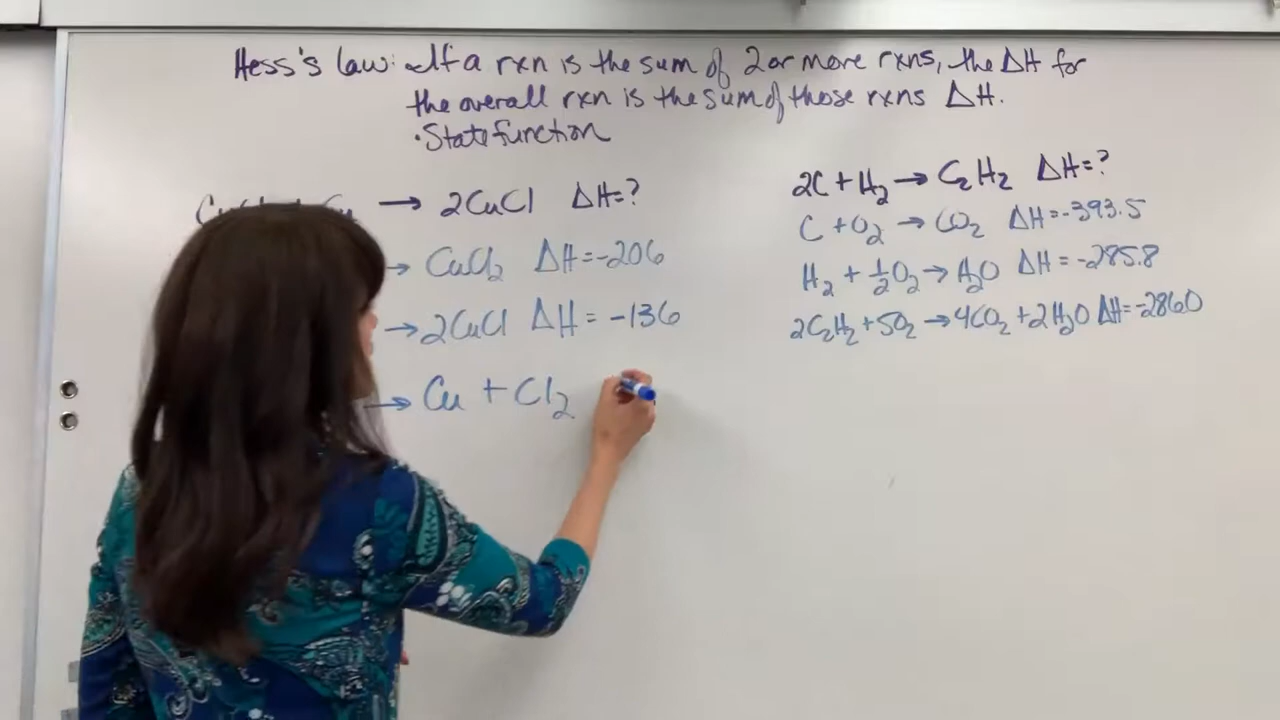 Hess's law: If a rxn is the sum of 2 or more rxns, the ΔH for
the overall rxn is the sum of those rxns ΔH.
• State function
→ 2CuCl ΔH=?
→ CuCl₂ ΔH=-206
→ 2CuCl ΔH = -136
→ Cu + Cl₂
2C + H₂ → C₂H₂ ΔH=?
C + O₂ → CO₂ ΔH=-393.5
H₂ + 1/2 O₂ → H₂O ΔH = -285.8
2C₂H₂ + 5O₂ → 4CO₂ + 2H₂O ΔH=-2860